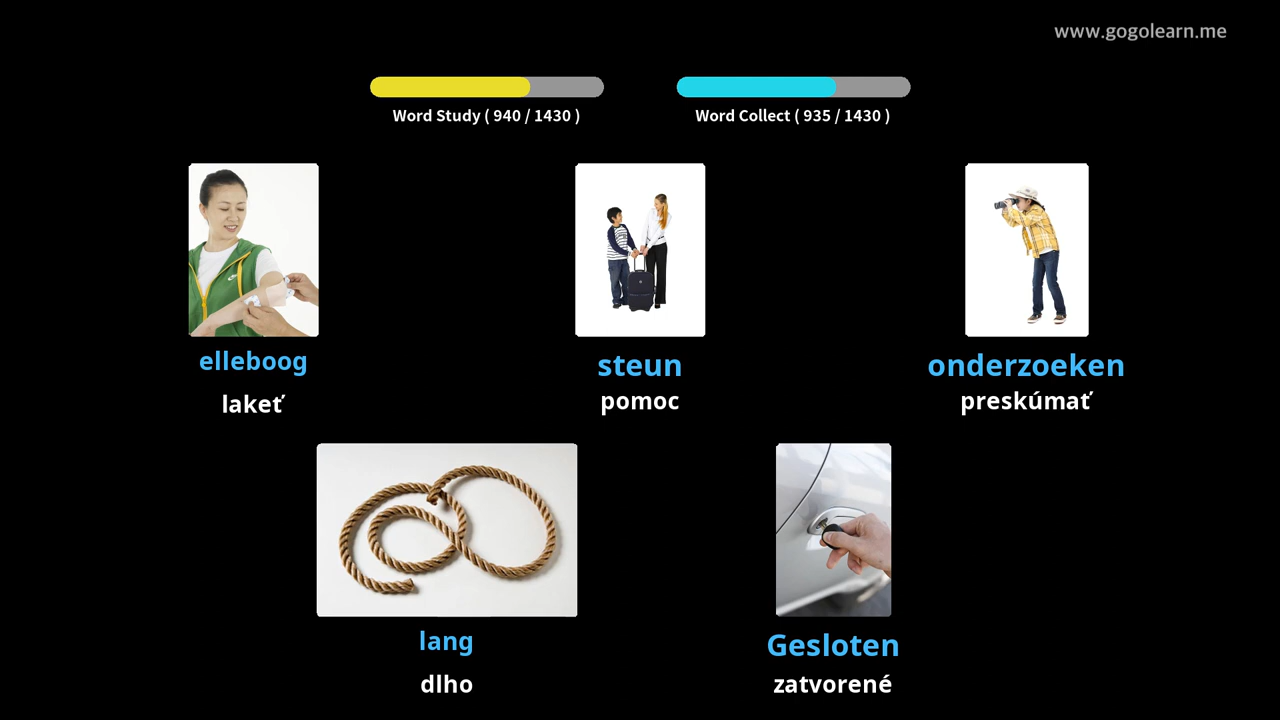 www.gogolearn.me
Word Study ( 940 / 1430 )
Word Collect ( 935 / 1430 )
elleboog
lakeť
steun
pomoc
onderzoeken
preskúmať
lang
dlho
Gesloten
zatvorené